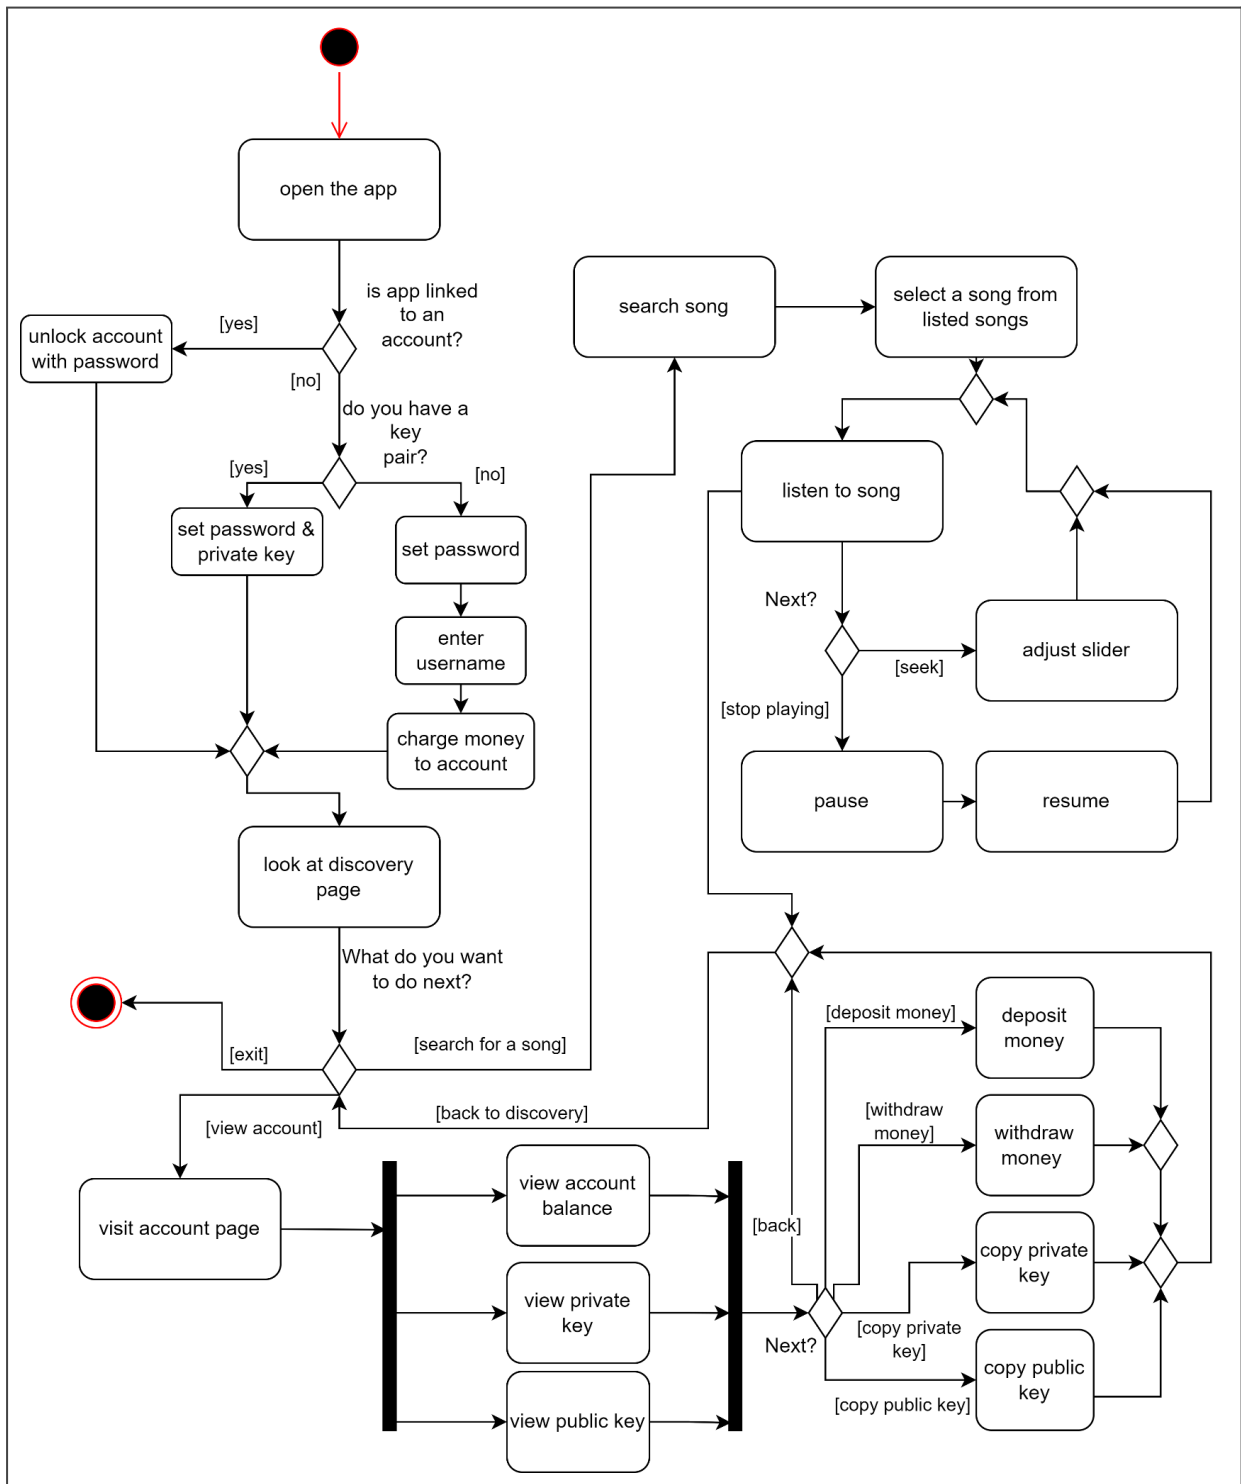 open the app
is app linked
to an
account?
[yes]
unlock account
with password
[no]
do you have a
key
pair?
[yes]
[no]
set password &
private key
set password
enter
username
charge money
to account
look at discovery
page
What do you want
to do next?
[exit]
[search for a song]
[back to discovery]
[view account]
search song
select a song from
listed songs
listen to song
Next?
[seek]
adjust slider
[stop playing]
pause
resume
visit account page
view account
balance
view private
key
view public key
[back]
Next?
[deposit money]
deposit
money
[withdraw
money]
withdraw
money
[copy private
key]
copy private
key
[copy public key]
copy public
key